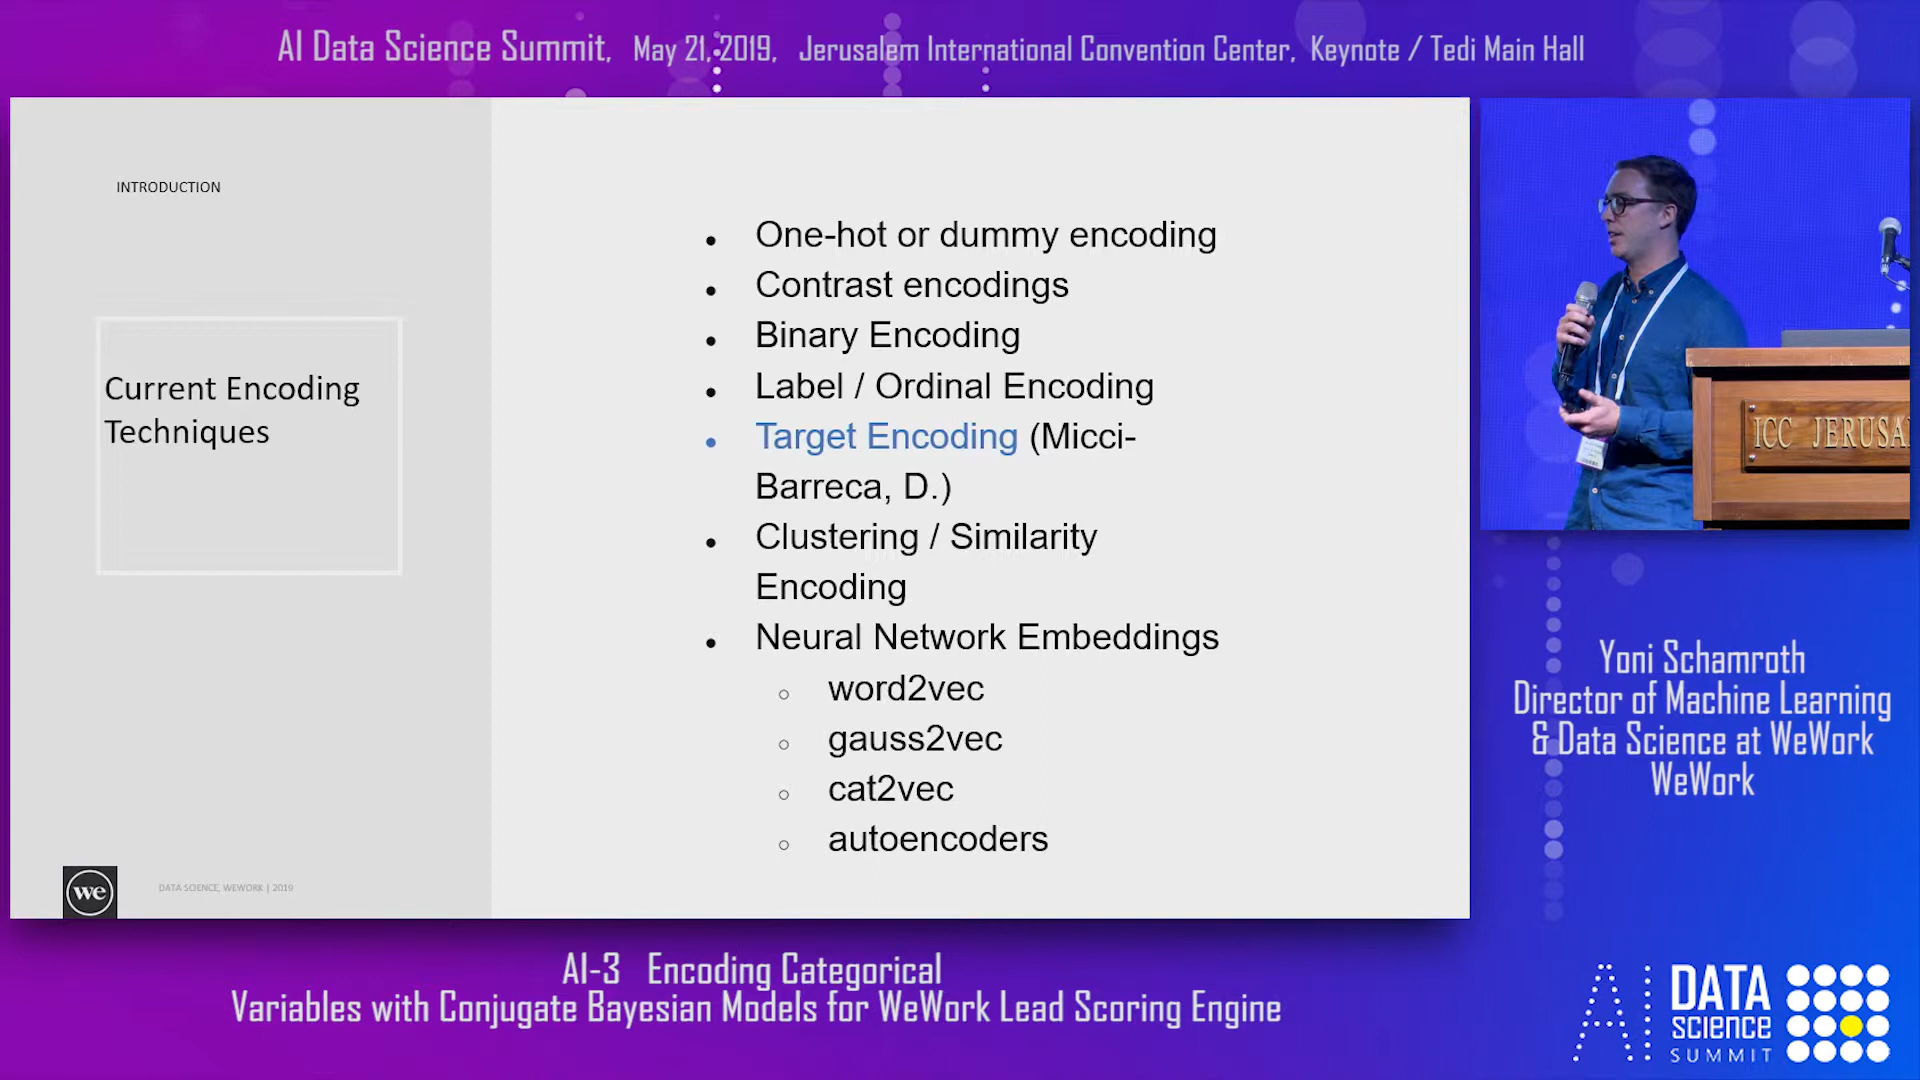 AI Data Science Summit, May 21, 2019, Jerusalem International Convention Center, Keynote / Tedi Main Hall
INTRODUCTION
Current Encoding
Techniques
• One-hot or dummy encoding
• Contrast encodings
• Binary Encoding
• Label / Ordinal Encoding
• Target Encoding (Micci-
Barreca, D.)
• Clustering / Similarity
Encoding
• Neural Network Embeddings
○ word2vec
○ gauss2vec
○ cat2vec
○ autoencoders
we
DATA SCIENCE, WEWORK | 2019
ICC JERUSA
Yoni Schamroth
Director of Machine Learning
& Data Science at WeWork
WeWork
AI-3 Encoding Categorical
Variables with Conjugate Bayesian Models for WeWork Lead Scoring Engine
AI DATA
SCIENCE
SUMMIT